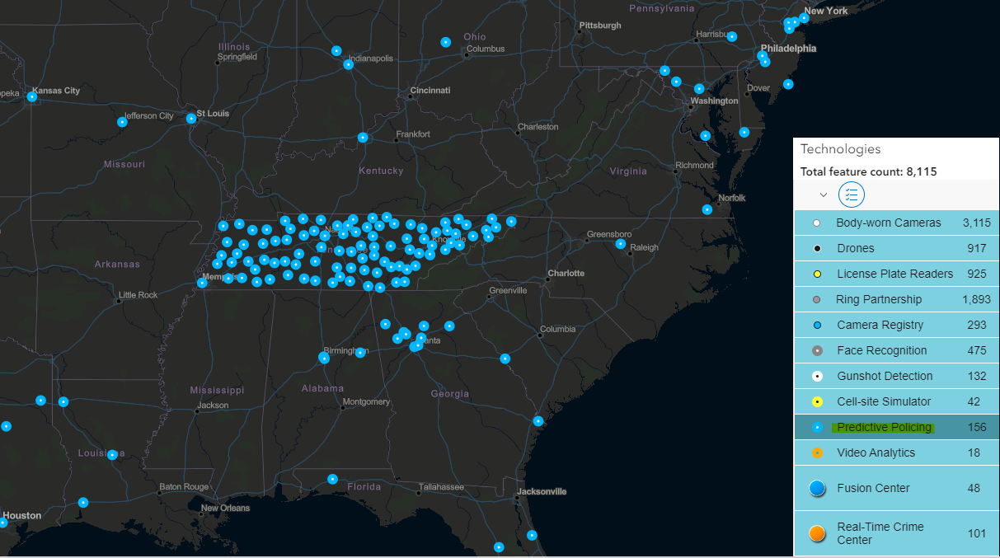 Pennsylvania
New York
Pittsburgh
Harrisbu
Ohio
Columbus
Illinois
Springfield
Indianapolis
Philadelphia
Kansas City
peka
Cincinnati
Dover
Washington
Jefferson City
St Louis
Charleston
Frankfort
Missouri
Kentucky
Virginia
Richmond
Norfolk
Na
Knoxville
Greensboro
Raleigh
Arkansas
Memphis
Charlotte
Little Rock
Greenville
Columbia
anta
Birmingham
Mississippi
Alabama
Georgia
Jackson
Montgomery
Louisiana
Baton Rouge
Florida
Tallahassee
Jacksonville
New Orleans
Houston
Technologies
Total feature count: 8,115
Body-worn Cameras 3,115
Drones 917
License Plate Readers 925
Ring Partnership 1,893
Camera Registry 293
Face Recognition 475
Gunshot Detection 132
Cell-site Simulator 42
Predictive Policing 156
Video Analytics 18
Fusion Center 48
Real-Time Crime
Center 101